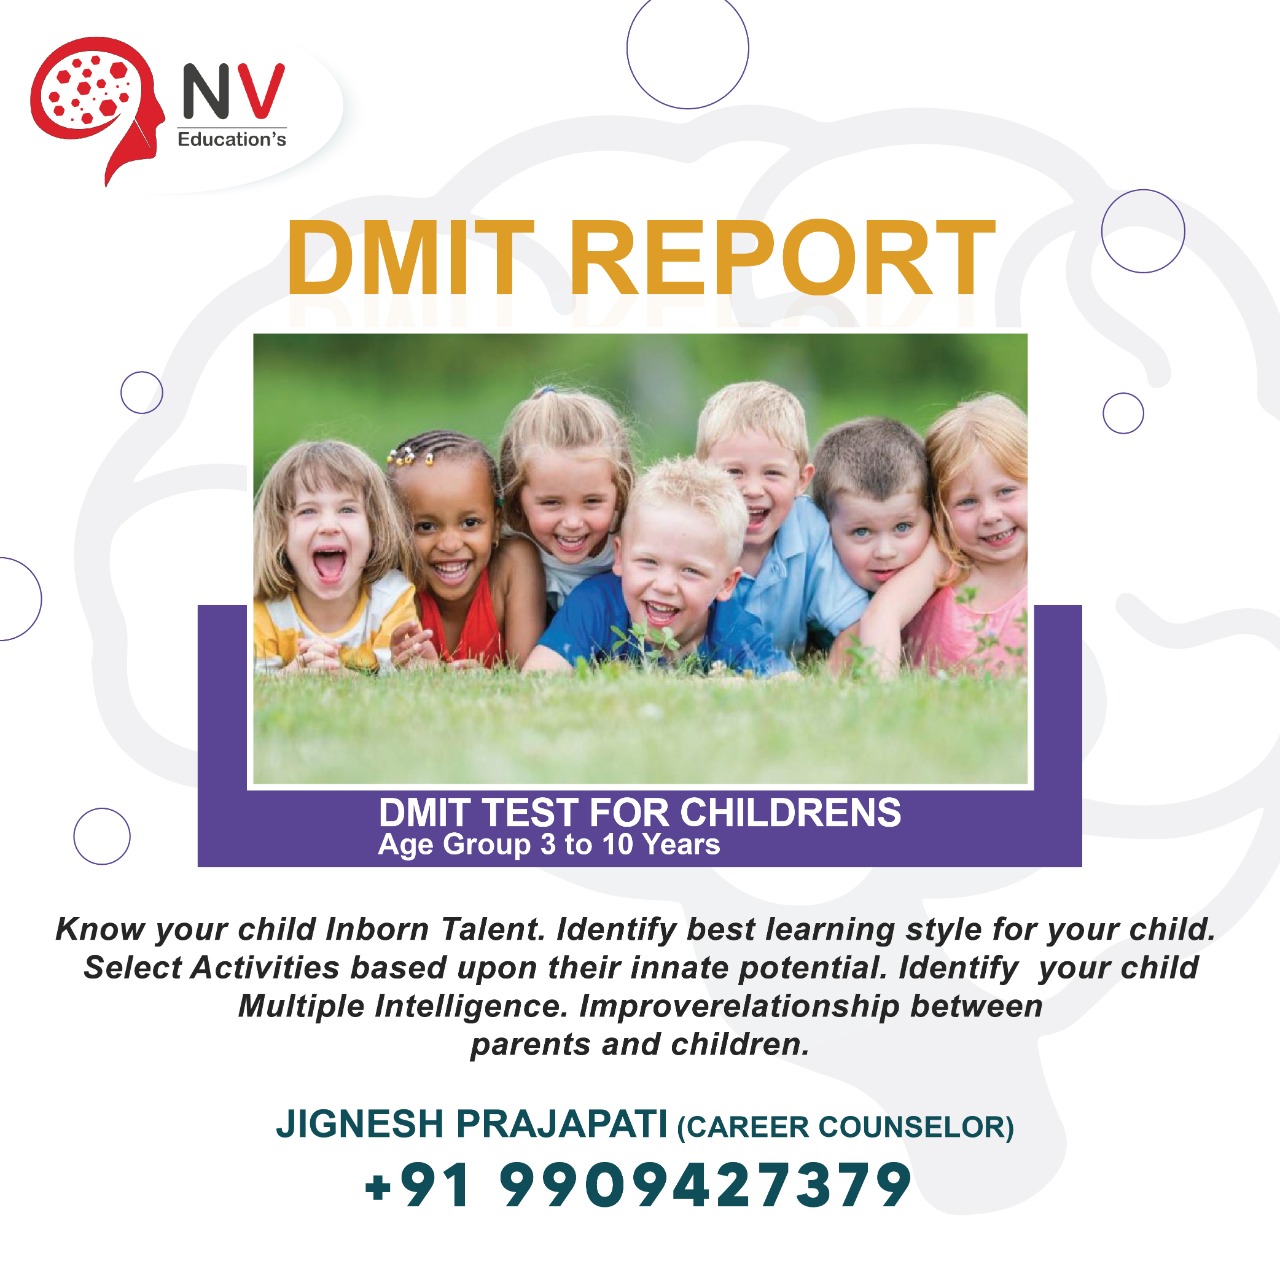 NV
Education's
DMIT REPORT
DMIT TEST FOR CHILDRENS
Age Group 3 to 10 Years
Know your child Inborn Talent. Identify best learning style for your child.
Select Activities based upon their innate potential. Identify  your child
Multiple Intelligence. Improverelationship between
parents and children.
JIGNESH PRAJAPATI (CAREER COUNSELOR)
+91 9909427379